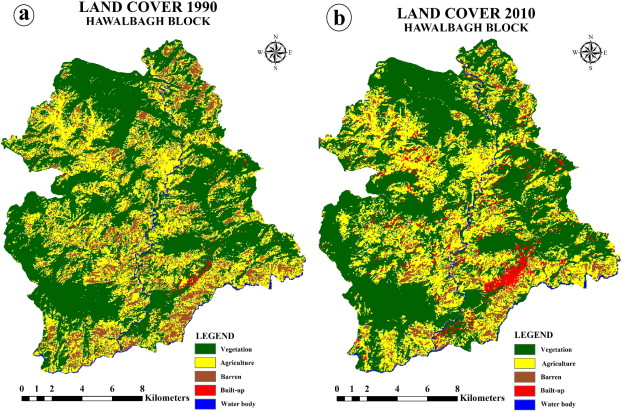 a
LAND COVER 1990
HAWALBAGH BLOCK
N
W E
S
LEGEND
Vegetation
Agriculture
Barren
Built-up
Water body
0 1 2 4 6 8
Kilometers
b
LAND COVER 2010
HAWALBAGH BLOCK
N
W E
S
LEGEND
Vegetation
Agriculture
Barren
Built-up
Water body
0 1 2 4 6 8
Kilometers